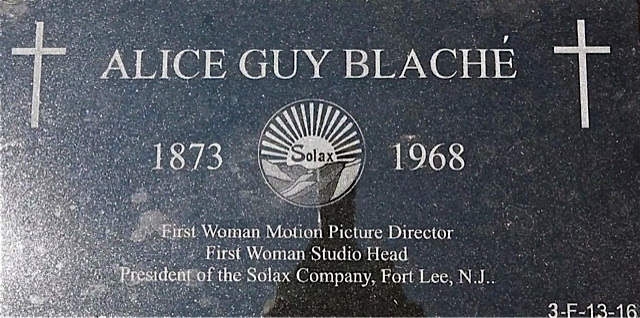 ALICE GUY BLACHÉ
1873 Solax 1968
First Woman Motion Picture Director
First Woman Studio Head
President of the Solax Company, Fort Lee, N.J..
3-F-13-16